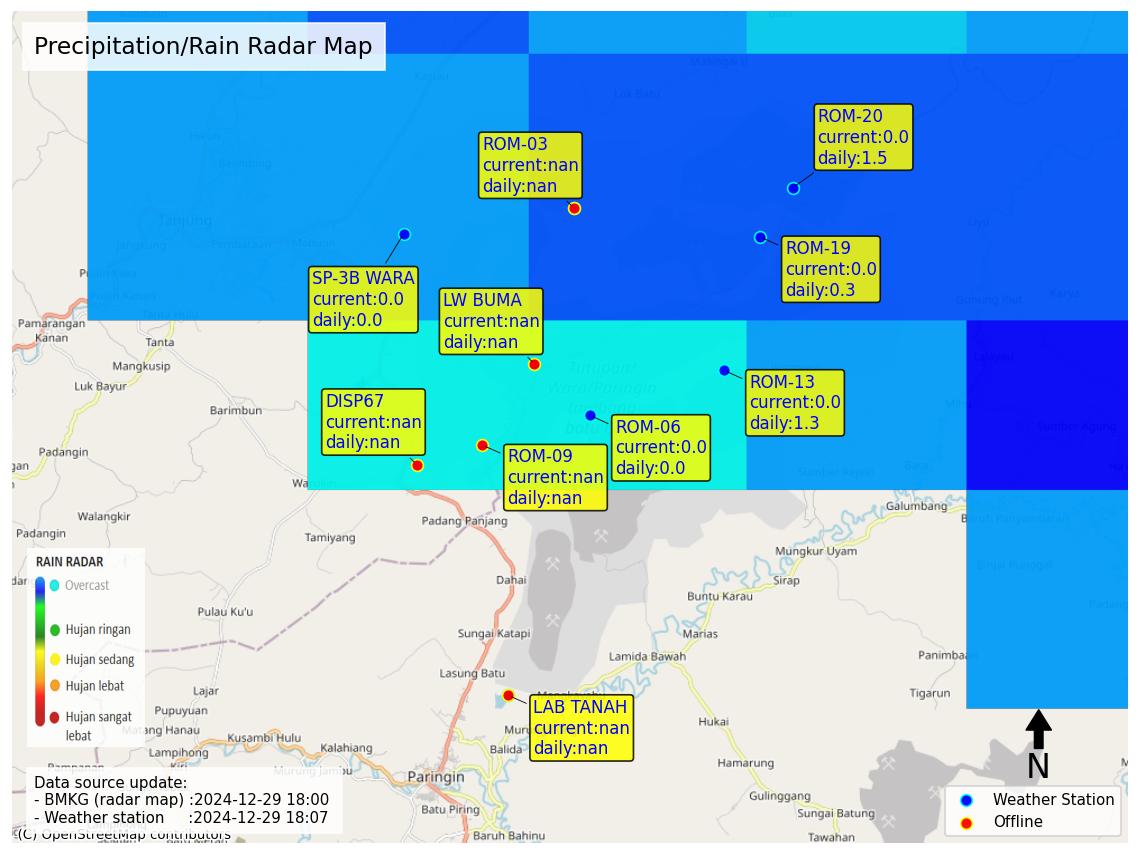 Precipitation/Rain Radar Map
ROM-20
current:0.0
daily:1.5
ROM-03
current:nan
daily:nan
ROM-19
current:0.0
daily:0.3
SP-3B WARA
current:0.0
daily:0.0
LW BUMA
current:nan
daily:nan
ROM-13
current:0.0
daily:1.3
DISP67
current:nan
daily:nan
ROM-06
current:0.0
daily:0.0
ROM-09
current:nan
daily:nan
LAB TANAH
current:nan
daily:nan
Tanjung
Pamarangan
Kanan
Tanta
Mangkusip
Luk Bayur
Barimbun
Padang
Walangkir
Padangin
Tamiyang
Padang Panjang
Dahai
Pulau Ku'u
Sungai Katapi
Lasung Batu
Lajar
Pupuyuan
Matang Hanau
Lampihong
Kusambi Hulu
Kalahiang
Murung Jambu
Paringin
Balida
Batu Piring
Baruh Bahinu
Galumbang
Mungkur Uyam
Sirap
Buntu Karau
Marias
Lamida Bawah
Panimbaan
Tigarun
Hukai
Hamarung
Gulinggang
Sungai Batung
Tawahan
RAIN RADAR
Overcast
Hujan ringan
Hujan sedang
Hujan lebat
Hujan sangat
lebat
Data source update:
- BMKG (radar map) :2024-12-29 18:00
- Weather station :2024-12-29 18:07
(C) OpenStreetMap contributors
N
Weather Station
Offline